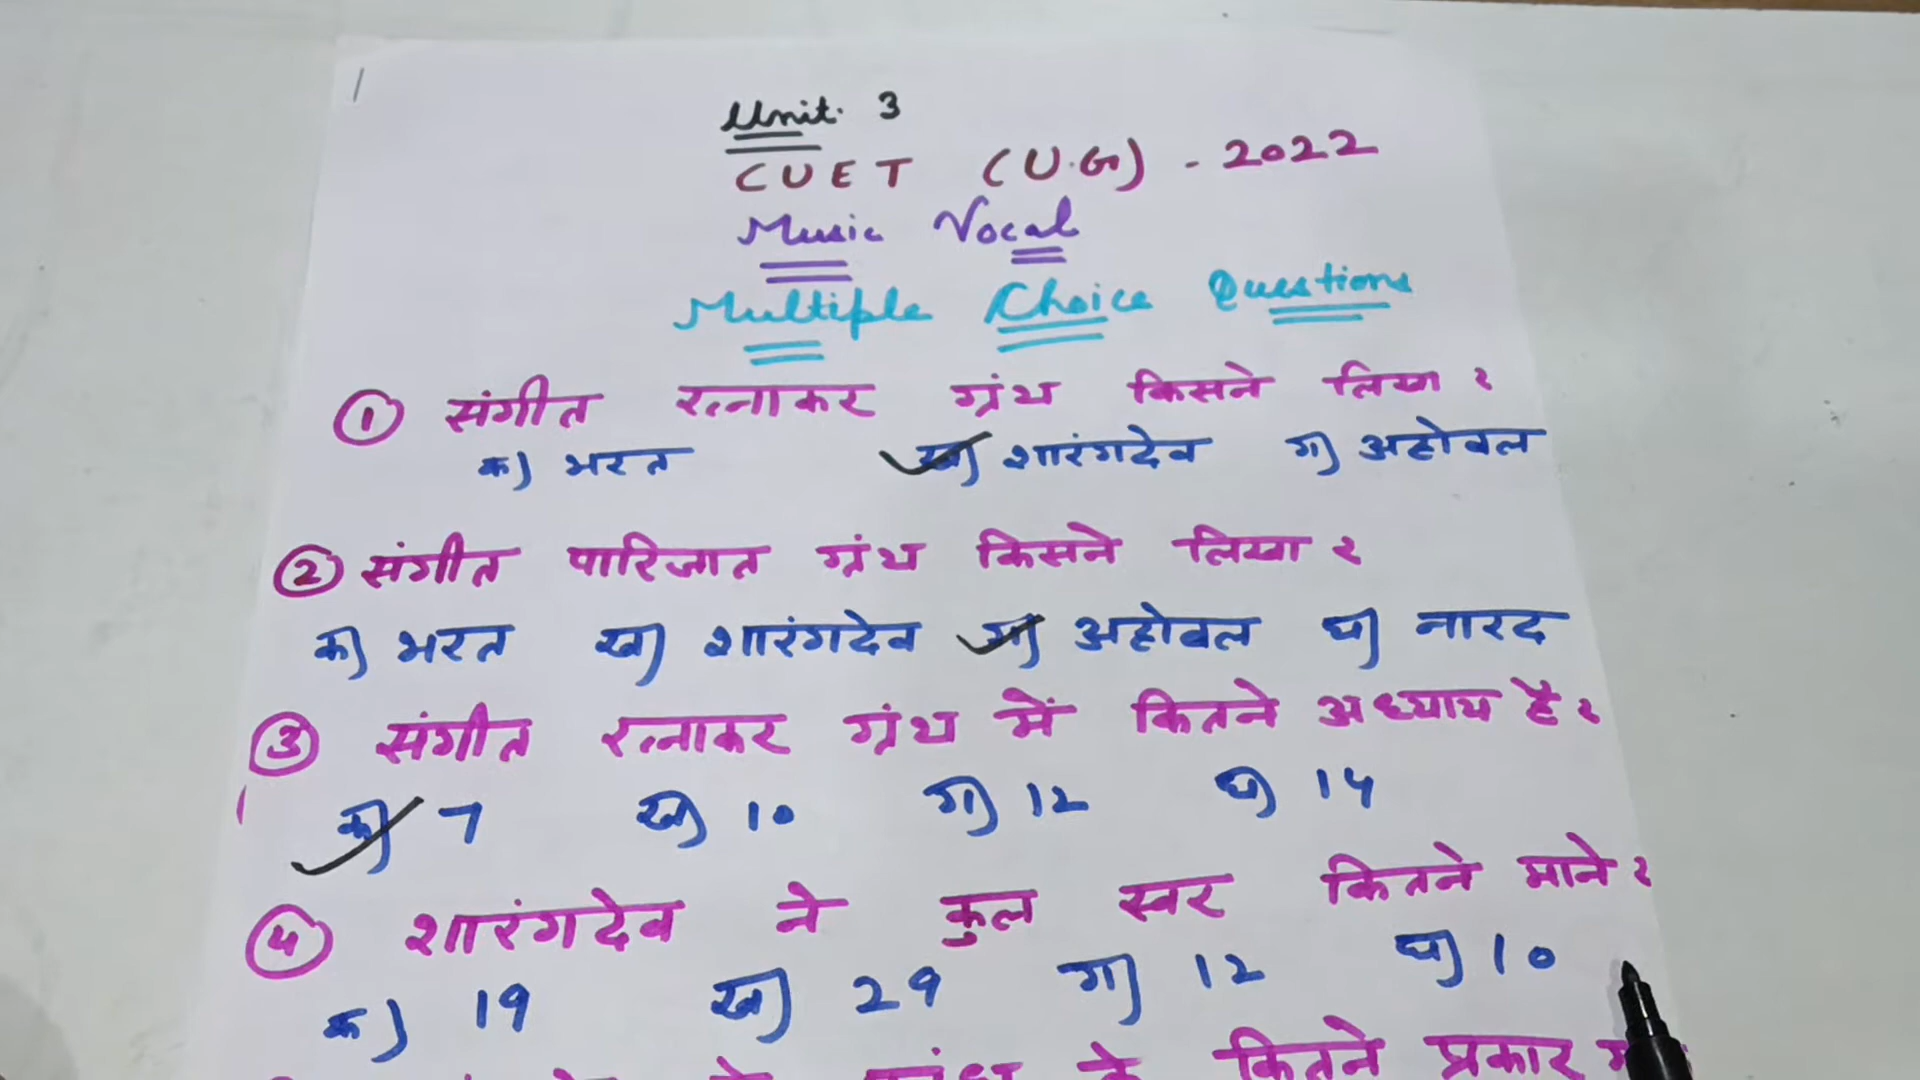 Unit. 3
CUET (U.G) - 2022
Music Vocal
Multiple Choice Questions
① संगीत रत्नाकर ग्रंथ किसने लिखा ?
क) भरत ख) शारंगदेव ग) अहोबल
② संगीत पारिजात ग्रंथ किसने लिखा ?
क) भरत ख) शारंगदेव ग) अहोबल घ) नारद
③ संगीत रत्नाकर ग्रंथ में कितने अध्याय है ?
क) 7 ख) 10 ग) 12 घ) 14
④ शारंगदेव ने कुल स्वर कितने माने ?
क) 19 ख) 29 ग) 12 घ) 10
के कितने प्रकार